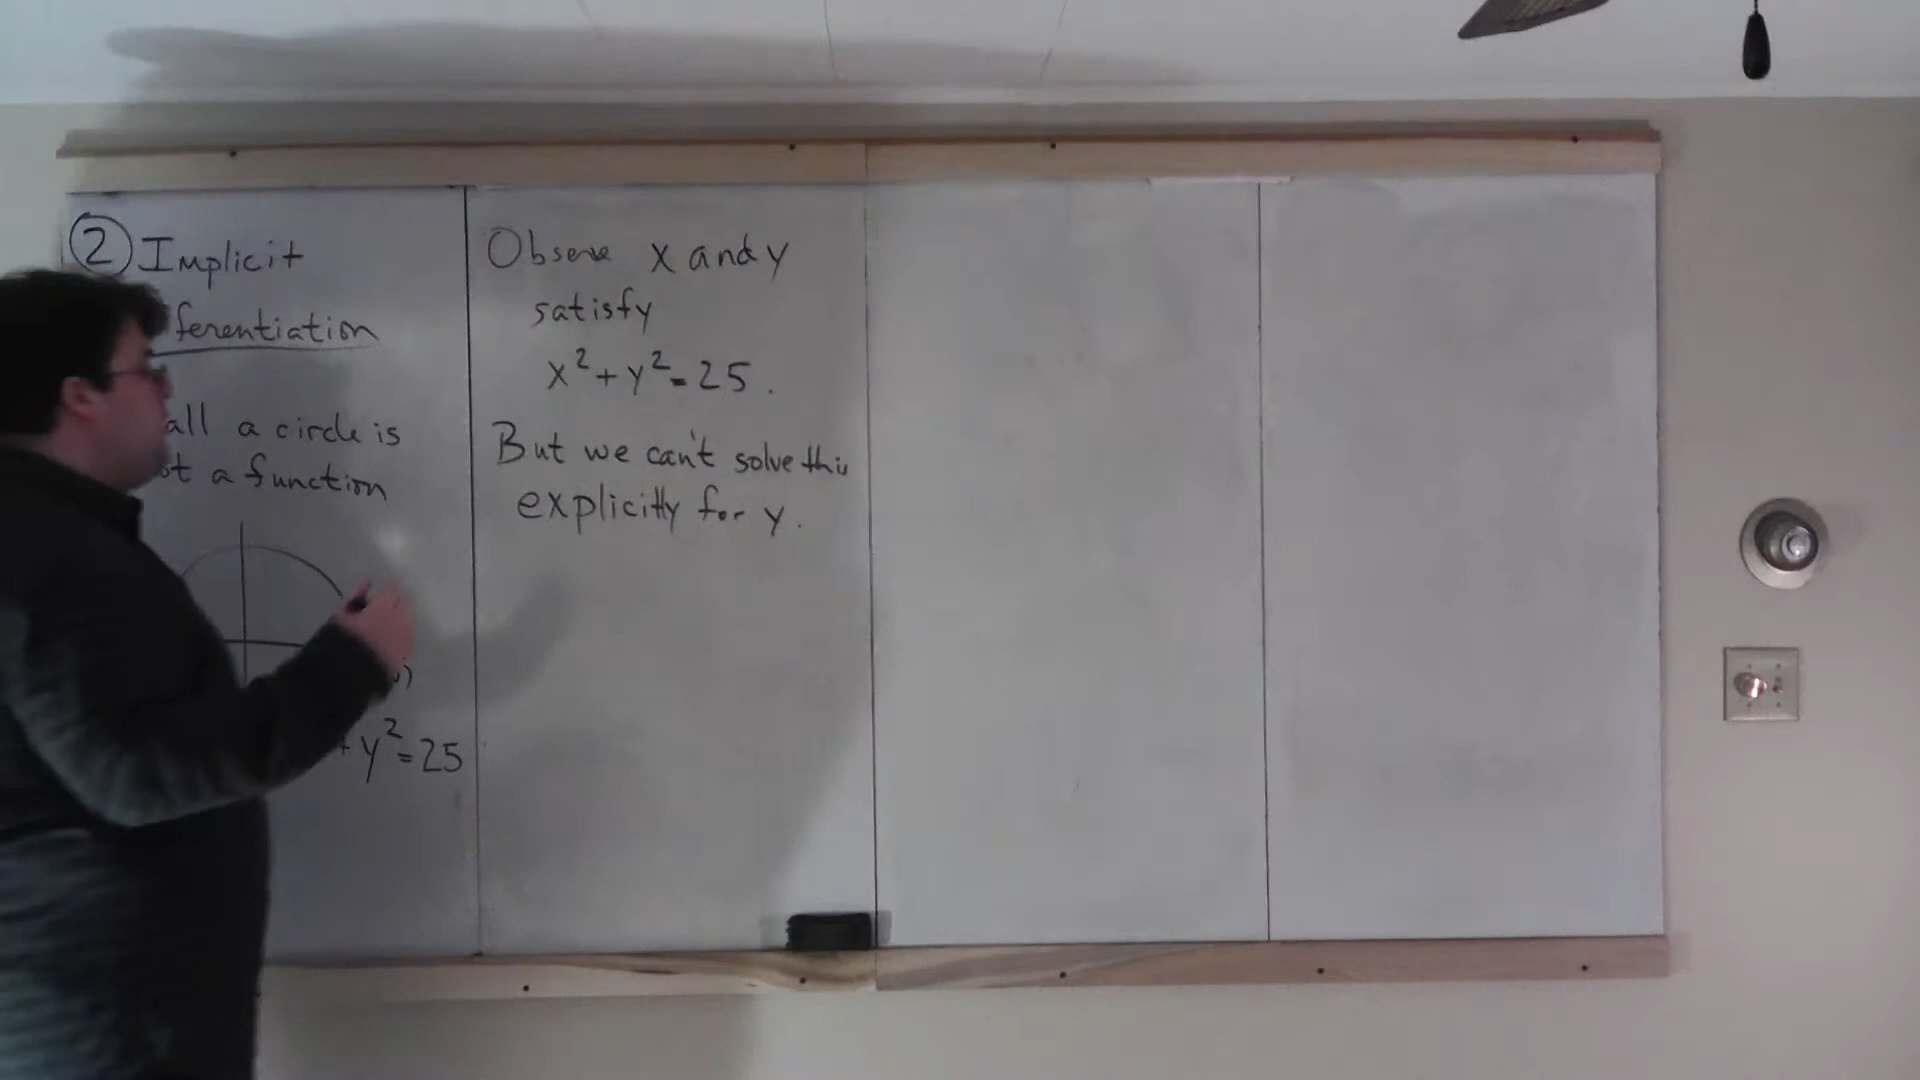 ② Implicit
ferentiation
all a circle is
ot a function
)
+ y² = 25
Observe x and y
satisfy
x² + y² = 25.
But we can't solve this
explicitly for y.